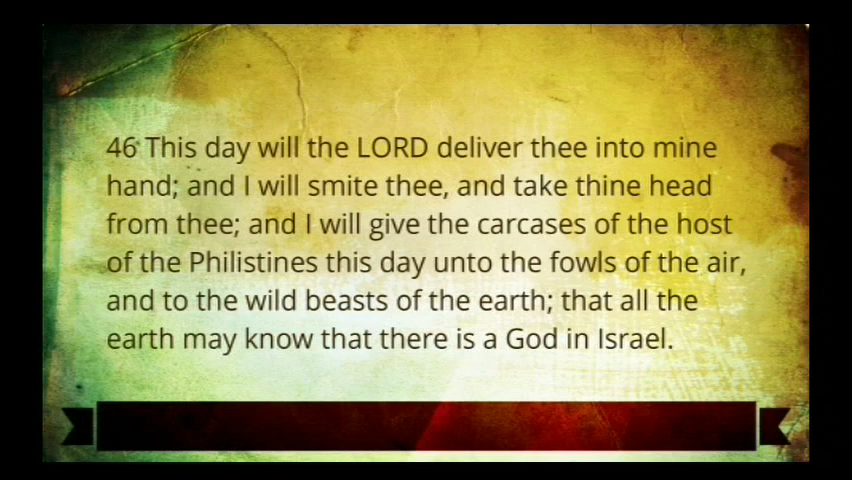 46 This day will the LORD deliver thee into mine
hand; and I will smite thee, and take thine head
from thee; and I will give the carcases of the host
of the Philistines this day unto the fowls of the air,
and to the wild beasts of the earth; that all the
earth may know that there is a God in Israel.